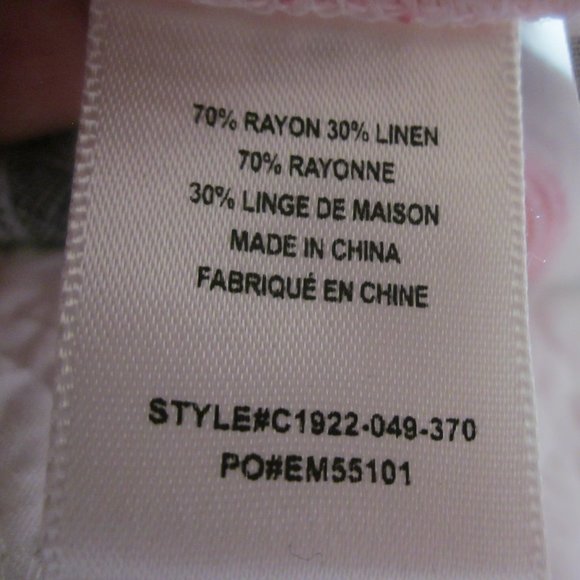 70% RAYON 30% LINEN
70% RAYONNE
30% LINGE DE MAISON
MADE IN CHINA
FABRIQUÉ EN CHINE
STYLE#C1922-049-370
PO#EM55101